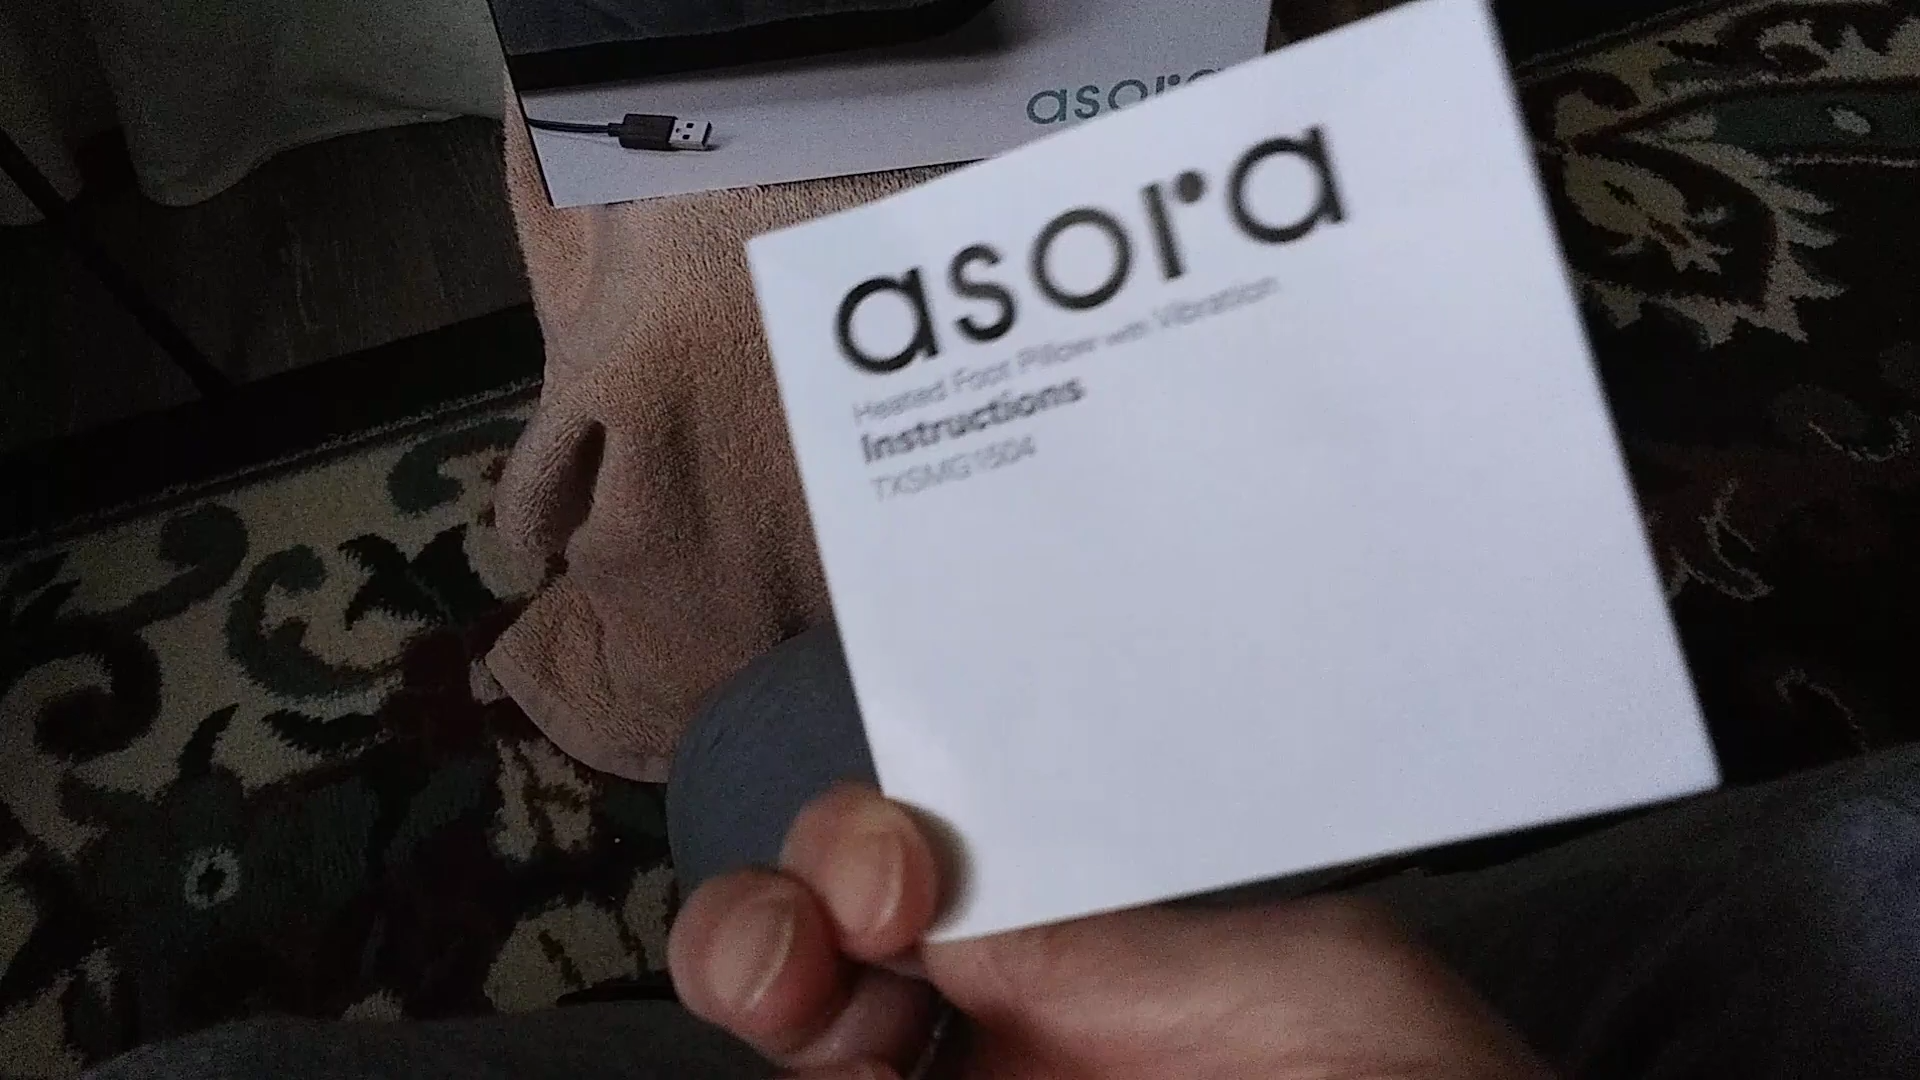 asora
asora
Heated Foot Pillow with Vibration
Instructions
TXSMG1504